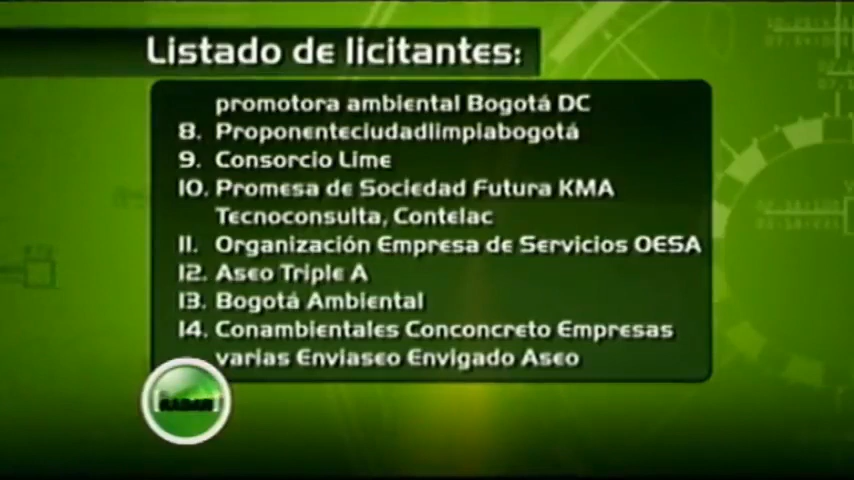 Listado de licitantes:
promotora ambiental Bogotá DC
8. Proponenteciudadlimpiabogotá
9. Consorcio Lime
10. Promesa de Sociedad Futura KMA
Tecnoconsulta, Contelac
11. Organización Empresa de Servicios OESA
12. Aseo Triple A
13. Bogotá Ambiental
14. Conambientales Conconcreto Empresas
varias Enviaseo Envigado Aseo
RADAR